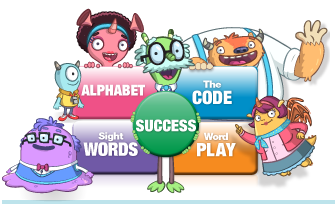 ALPHABET
The
CODE
SUCCESS
Sight
WORDS
Word
PLAY